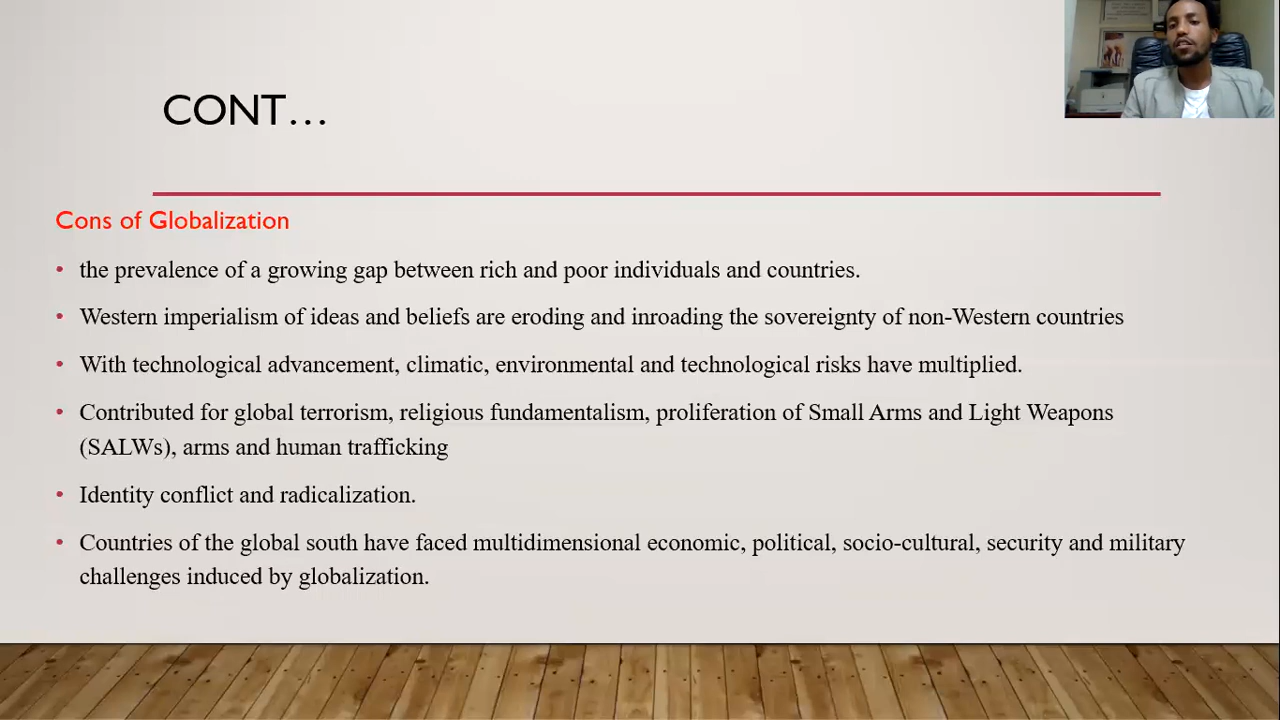 CONT…
Cons of Globalization
• the prevalence of a growing gap between rich and poor individuals and countries.
• Western imperialism of ideas and beliefs are eroding and inroading the sovereignty of non-Western countries
• With technological advancement, climatic, environmental and technological risks have multiplied.
• Contributed for global terrorism, religious fundamentalism, proliferation of Small Arms and Light Weapons
(SALWs), arms and human trafficking
• Identity conflict and radicalization.
• Countries of the global south have faced multidimensional economic, political, socio-cultural, security and military
challenges induced by globalization.